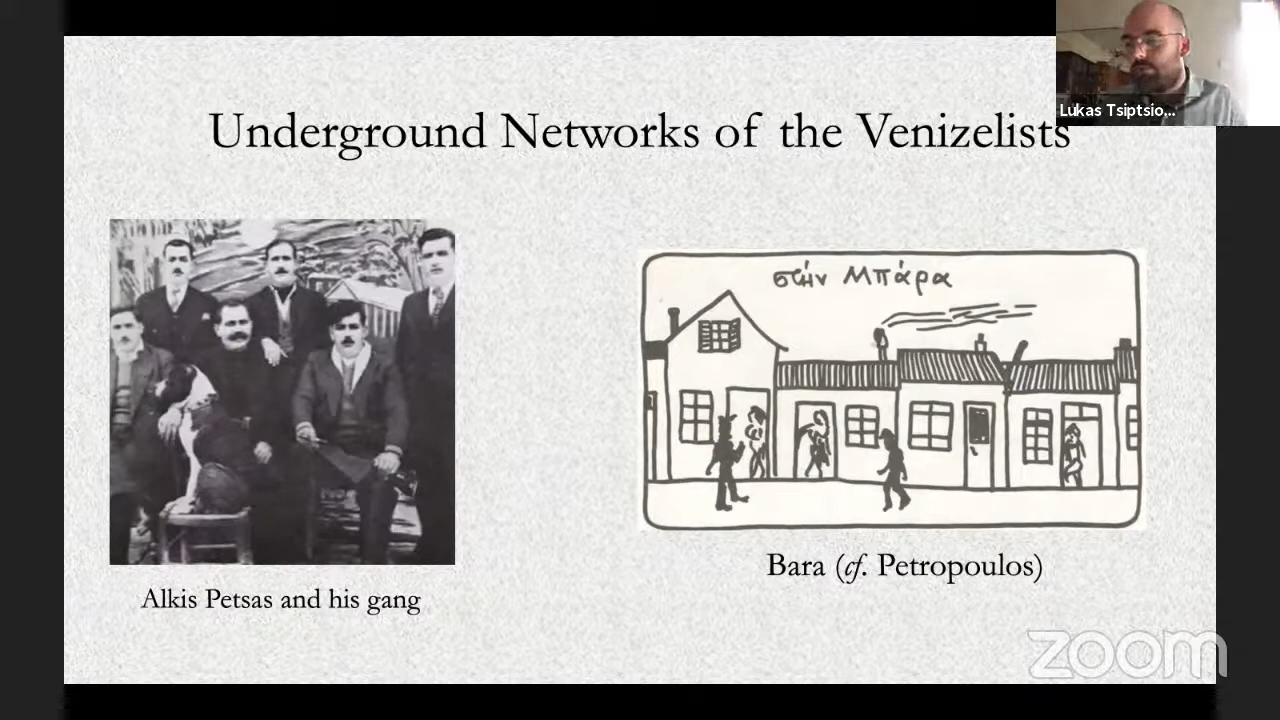 Lukas Tsiptsio...
Underground Networks of the Venizelists
στήν Μπάρα
Alkis Petsas and his gang
Bara (cf. Petropoulos)
zoom